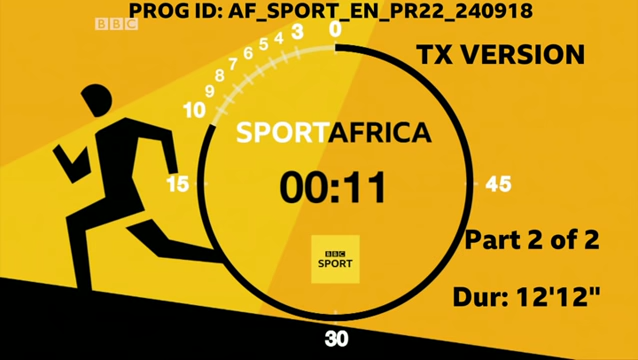 PROG ID: AF_SPORT_EN_PR22_240918
BBC
TX VERSION
0
3
4
5
6
7
8
9
10
SPORTAFRICA
00:11
15
45
Part 2 of 2
BBC
SPORT
Dur: 12'12"
30